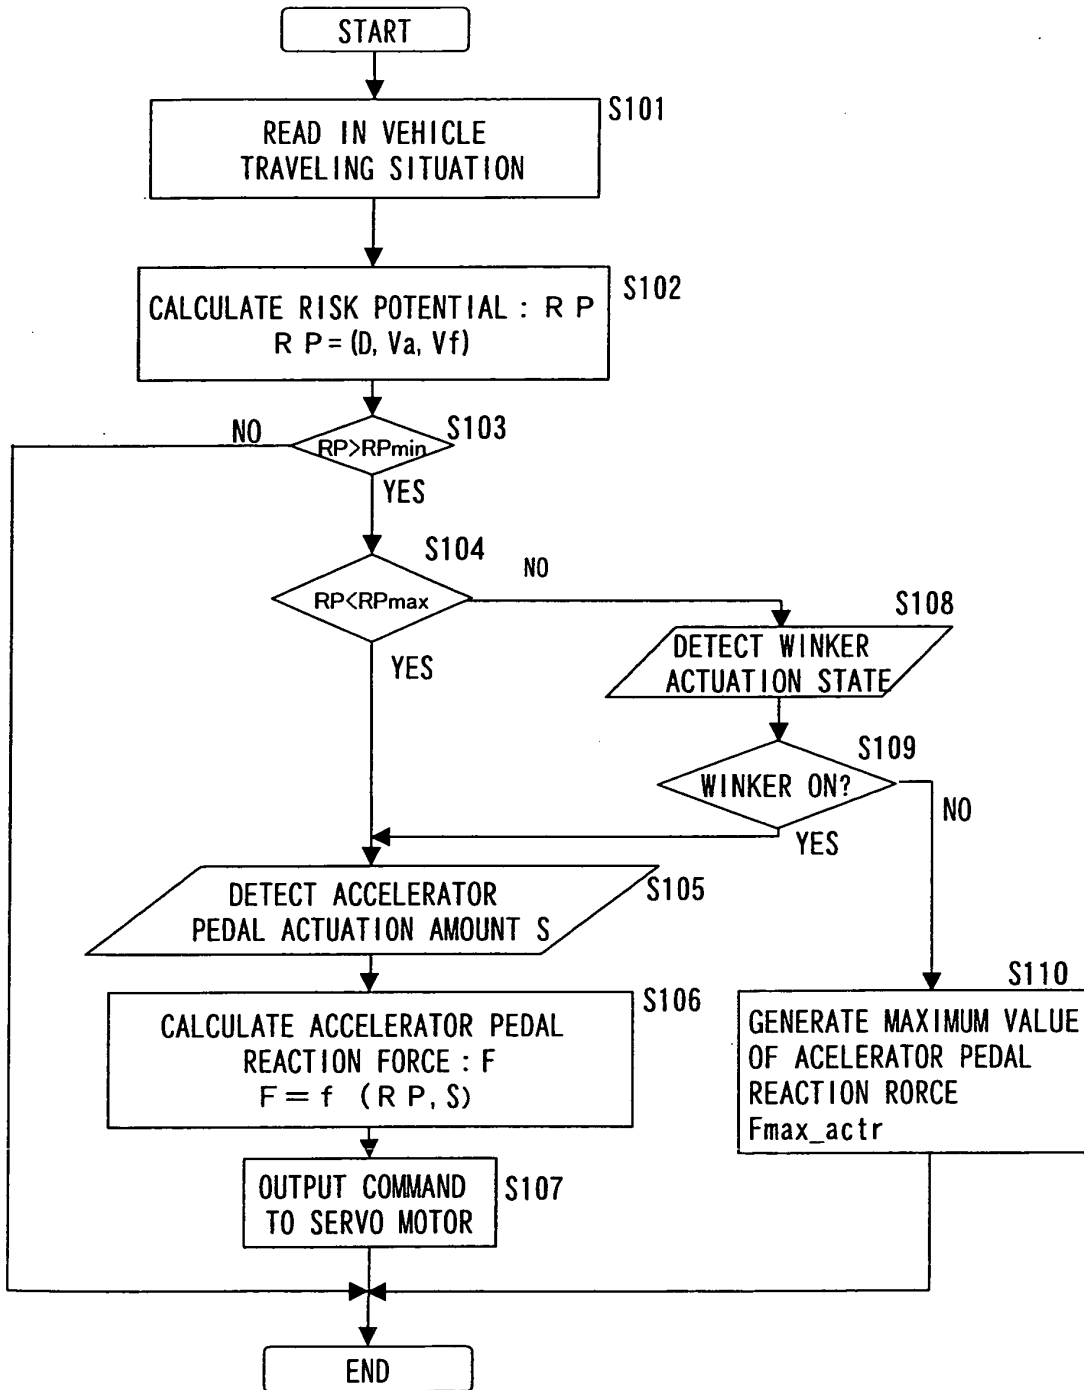 START
S101
READ IN VEHICLE
TRAVELING SITUATION
S102
CALCULATE RISK POTENTIAL : R P
R P = (D, Va, Vf)
NO
S103
RP>RPmin
YES
S104
NO
RP<RPmax
YES
S108
DETECT WINKER
ACTUATION STATE
S109
WINKER ON?
NO
YES
DETECT ACCELERATOR
PEDAL ACTUATION AMOUNT S
S105
S106
CALCULATE ACCELERATOR PEDAL
REACTION FORCE : F
F = f (R P, S)
S110
GENERATE MAXIMUM VALUE
OF ACELERATOR PEDAL
REACTION RORCE
Fmax_actr
OUTPUT COMMAND
TO SERVO MOTOR
S107
END